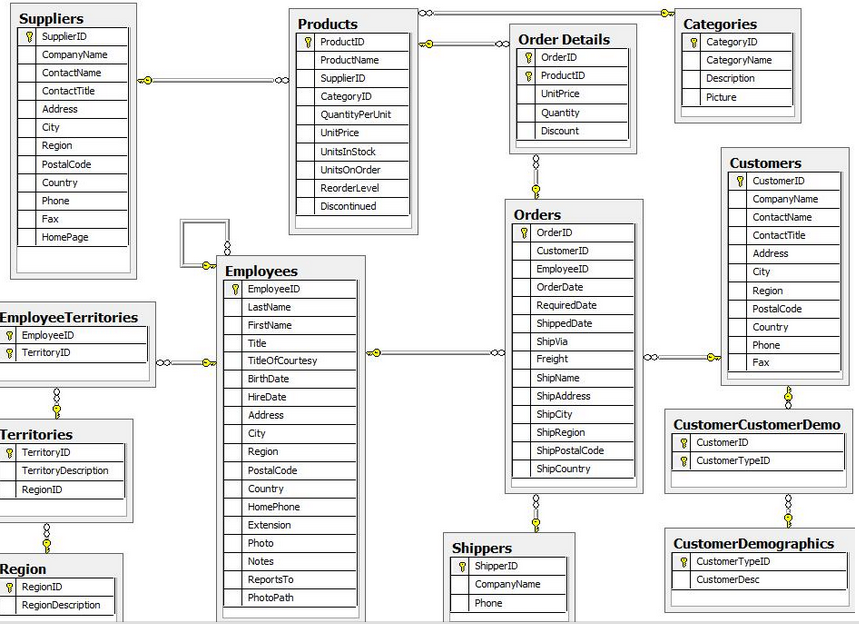 Suppliers
SupplierID
CompanyName
ContactName
ContactTitle
Address
City
Region
PostalCode
Country
Phone
Fax
HomePage
Products
ProductID
ProductName
SupplierID
CategoryID
QuantityPerUnit
UnitPrice
UnitsInStock
UnitsOnOrder
ReorderLevel
Discontinued
Order Details
OrderID
ProductID
UnitPrice
Quantity
Discount
Categories
CategoryID
CategoryName
Description
Picture
EmployeeTerritories
EmployeeID
TerritoryID
Territories
TerritoryID
TerritoryDescription
RegionID
Region
RegionID
RegionDescription
Employees
EmployeeID
LastName
FirstName
Title
TitleOfCourtesy
BirthDate
HireDate
Address
City
Region
PostalCode
Country
HomePhone
Extension
Photo
Notes
ReportsTo
PhotoPath
Orders
OrderID
CustomerID
EmployeeID
OrderDate
RequiredDate
ShippedDate
ShipVia
Freight
ShipName
ShipAddress
ShipCity
ShipRegion
ShipPostalCode
ShipCountry
Shippers
ShipperID
CompanyName
Phone
Customers
CustomerID
CompanyName
ContactName
ContactTitle
Address
City
Region
PostalCode
Country
Phone
Fax
CustomerCustomerDemo
CustomerID
CustomerTypeID
CustomerDemographics
CustomerTypeID
CustomerDesc